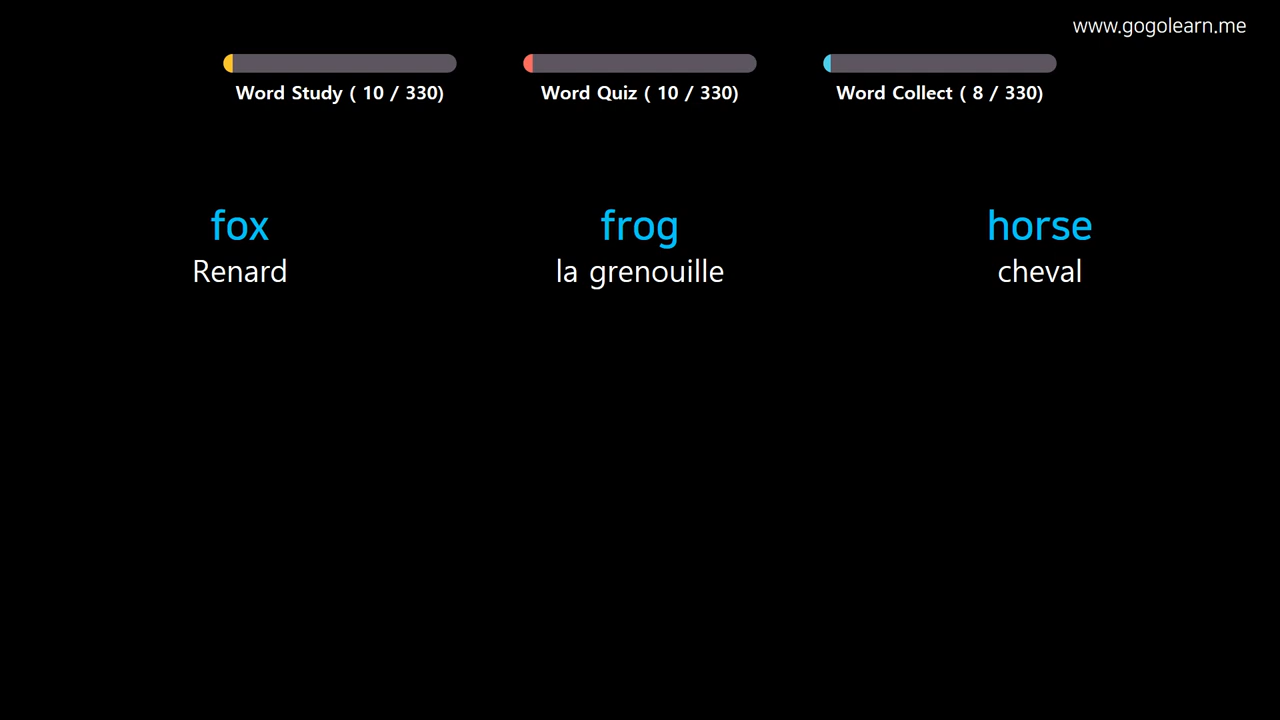 www.gogolearn.me
Word Study ( 10 / 330)
Word Quiz ( 10 / 330)
Word Collect ( 8 / 330)
fox
Renard
frog
la grenouille
horse
cheval